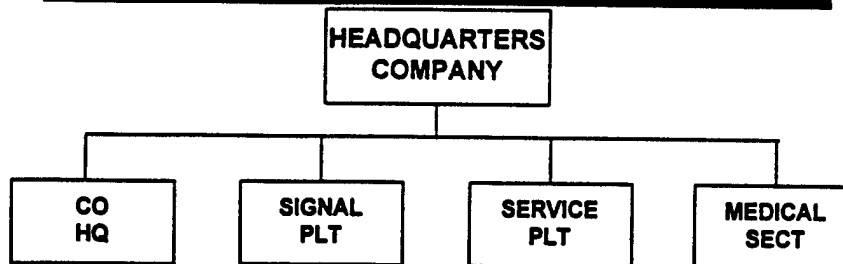 HEADQUARTERS
COMPANY
CO
HQ
SIGNAL
PLT
SERVICE
PLT
MEDICAL
SECT